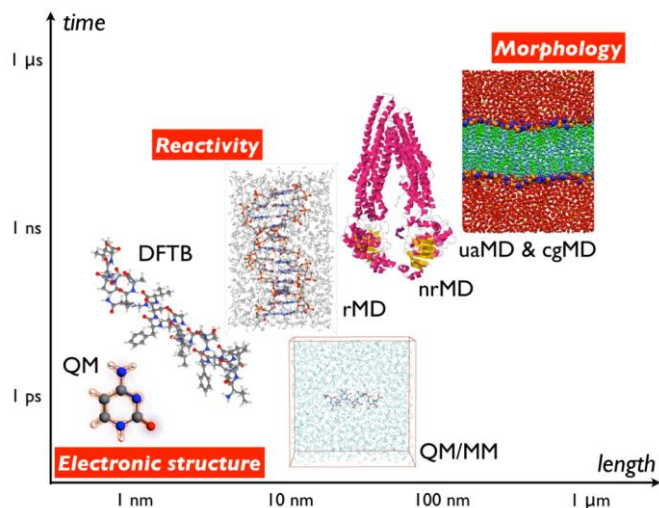 time
1 μs
Morphology
Reactivity
1 ns
DFTB
uaMD & cgMD
rMD
nrMD
QM
1 ps
QM/MM
Electronic structure
length
1 nm
10 nm
100 nm
1 μm